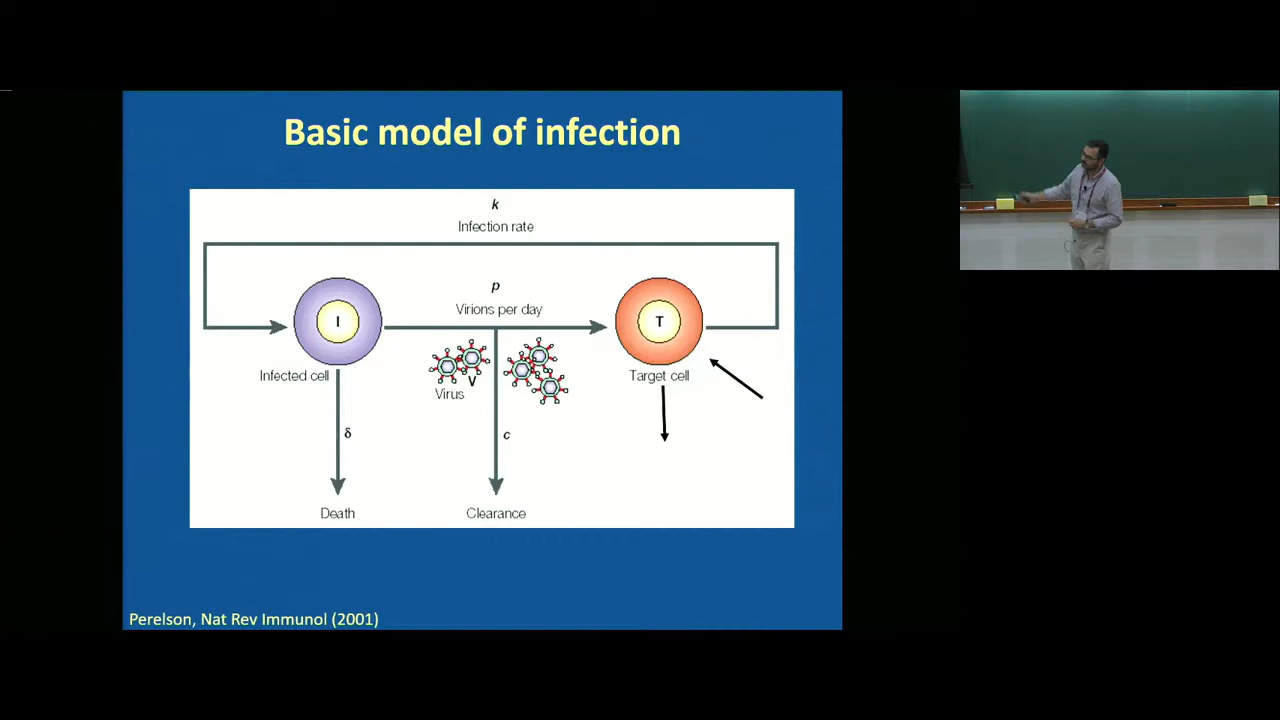 Basic model of infection
k
Infection rate
p
Virions per day
I
T
Infected cell
V
Virus
Target cell
δ
c
Death
Clearance
Perelson, Nat Rev Immunol (2001)